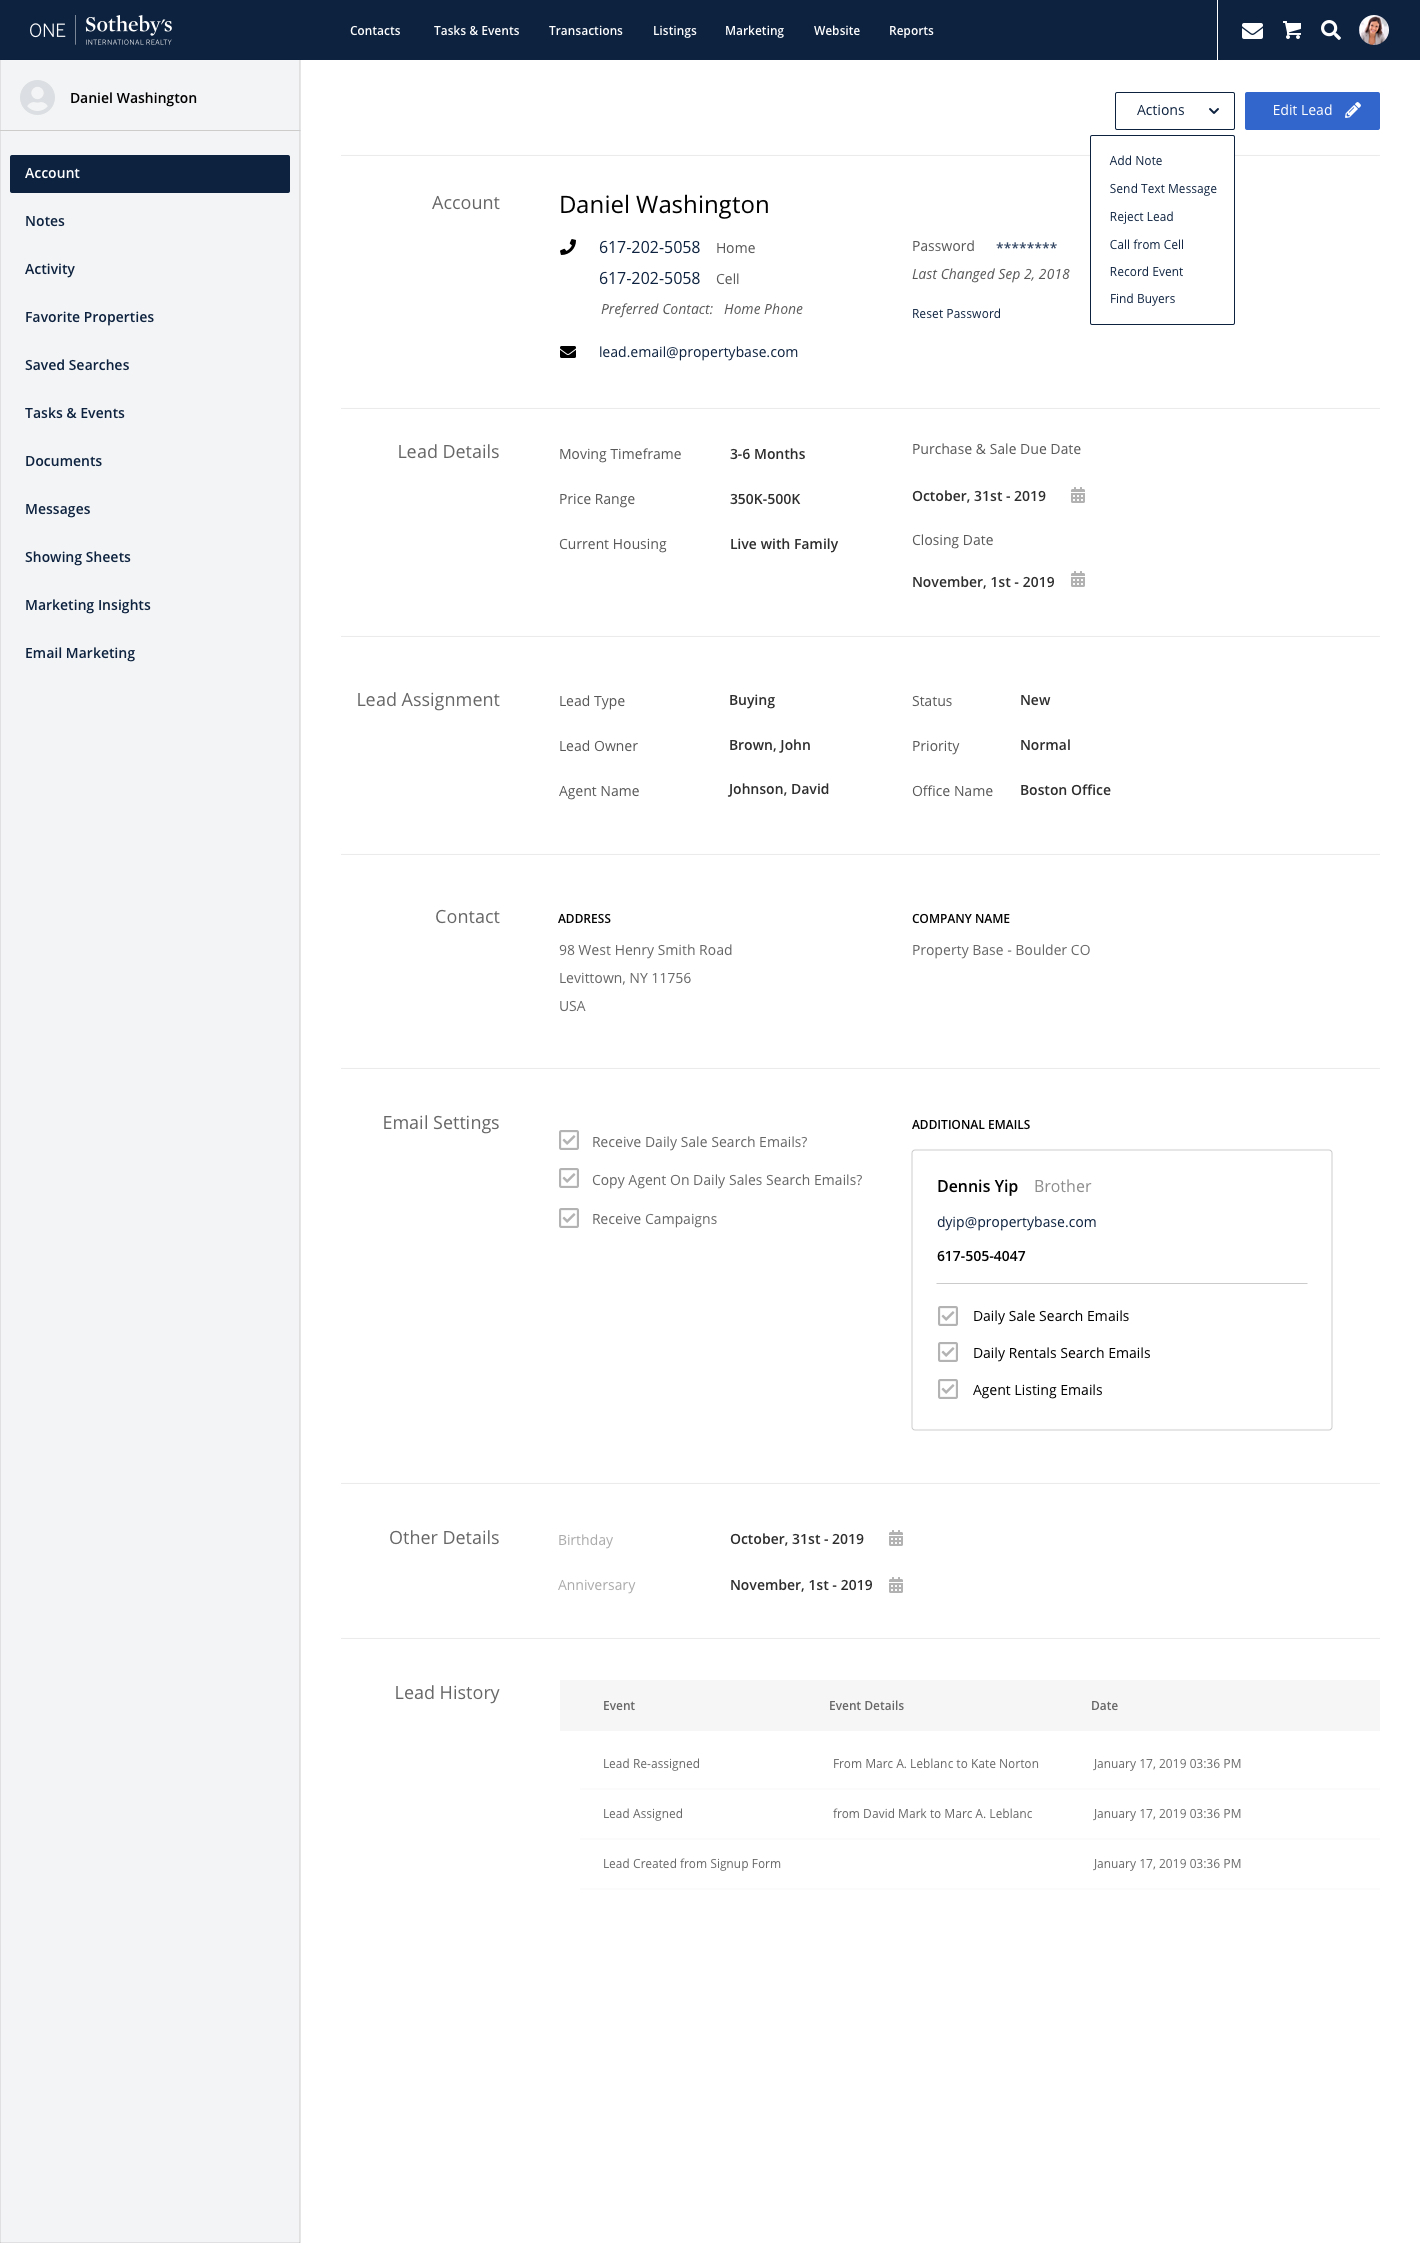 ONE Sotheby's
INTERNATIONAL REALTY
Contacts Tasks & Events Transactions Listings Marketing Website Reports
Daniel Washington
Account
Notes
Activity
Favorite Properties
Saved Searches
Tasks & Events
Documents
Messages
Showing Sheets
Marketing Insights
Email Marketing
Actions Edit Lead
Add Note
Send Text Message
Reject Lead
Call from Cell
Record Event
Find Buyers
Account
Daniel Washington
617-202-5058 Home
617-202-5058 Cell
Preferred Contact: Home Phone
lead.email@propertybase.com
Password ********
Last Changed Sep 2, 2018
Reset Password
Lead Details
Moving Timeframe 3-6 Months
Price Range 350K-500K
Current Housing Live with Family
Purchase & Sale Due Date
October, 31st - 2019
Closing Date
November, 1st - 2019
Lead Assignment
Lead Type Buying
Lead Owner Brown, John
Agent Name Johnson, David
Status New
Priority Normal
Office Name Boston Office
Contact
ADDRESS
98 West Henry Smith Road
Levittown, NY 11756
USA
COMPANY NAME
Property Base - Boulder CO
Email Settings
Receive Daily Sale Search Emails?
Copy Agent On Daily Sales Search Emails?
Receive Campaigns
ADDITIONAL EMAILS
Dennis Yip Brother
dyip@propertybase.com
617-505-4047
Daily Sale Search Emails
Daily Rentals Search Emails
Agent Listing Emails
Other Details
Birthday October, 31st - 2019
Anniversary November, 1st - 2019
Lead History
Event Event Details Date
Lead Re-assigned From Marc A. Leblanc to Kate Norton January 17, 2019 03:36 PM
Lead Assigned from David Mark to Marc A. Leblanc January 17, 2019 03:36 PM
Lead Created from Signup Form January 17, 2019 03:36 PM